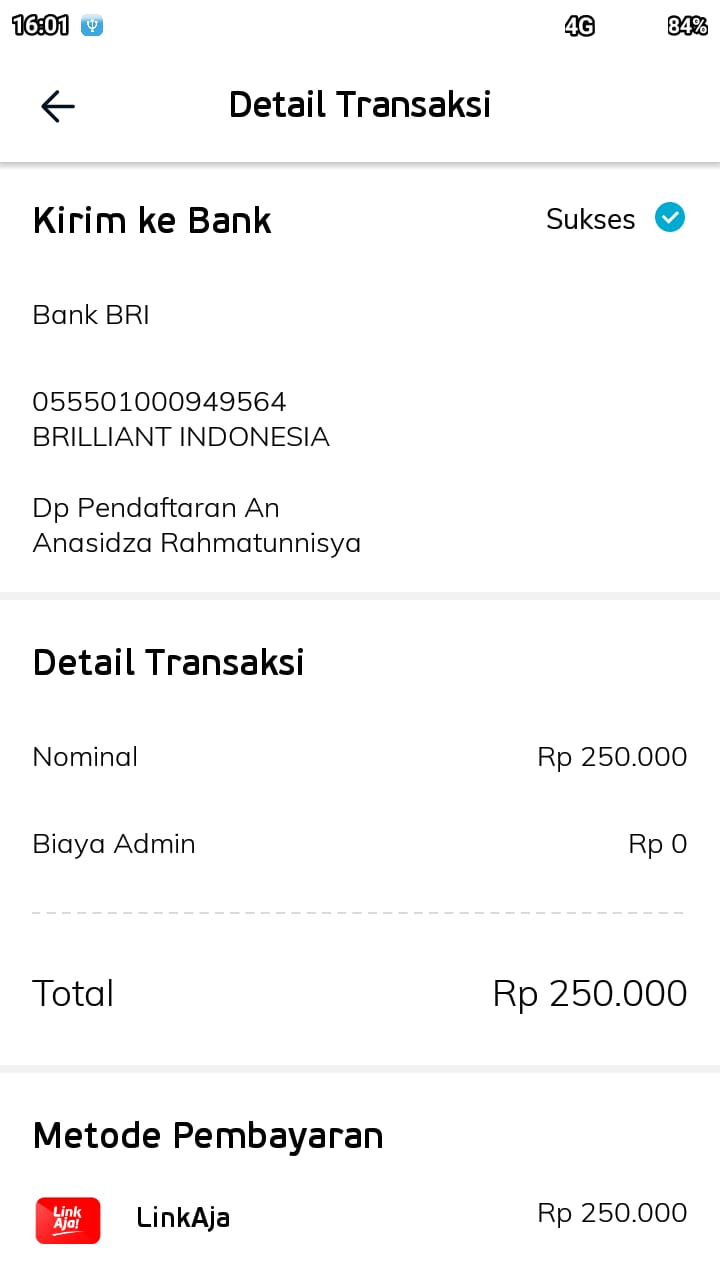 16:01
4G
84%
Detail Transaksi
Kirim ke Bank
Sukses
Bank BRI
055501000949564
BRILLIANT INDONESIA
Dp Pendaftaran An
Anasidza Rahmatunnisya
Detail Transaksi
Nominal Rp 250.000
Biaya Admin Rp 0
Total Rp 250.000
Metode Pembayaran
Link
Aja!
LinkAja Rp 250.000